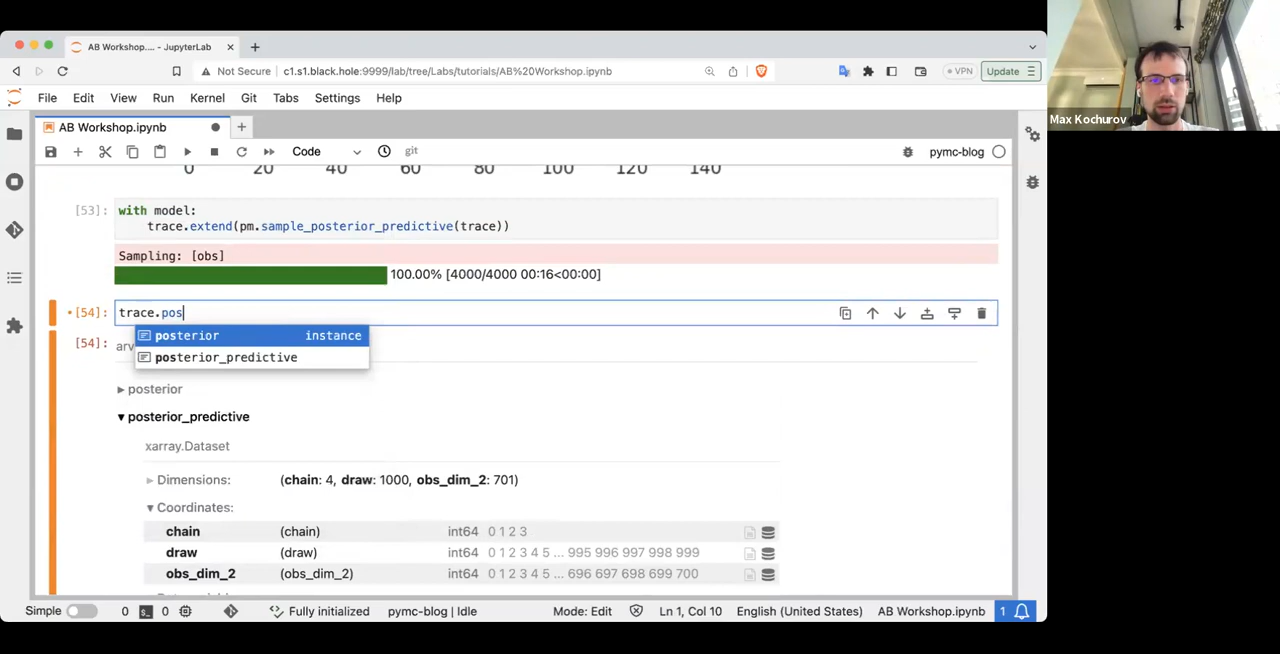 AB Workshop.... - JupyterLab
Not Secure | c1.s1.black.hole:9999/lab/tree/Labs/tutorials/AB%20Workshop.ipynb
VPN
Update
Max Kochurov
File Edit View Run Kernel Git Tabs Settings Help
AB Workshop.ipynb
Code
git
pymc-blog
0 20 40 60 80 100 120 140
[53]: with model:
trace.extend(pm.sample_posterior_predictive(trace))
Sampling: [obs]
100.00% [4000/4000 00:16<00:00]
[54]: trace.pos
posterior instance
posterior_predictive
[54]: arv
posterior
posterior_predictive
xarray.Dataset
Dimensions: (chain: 4, draw: 1000, obs_dim_2: 701)
Coordinates:
chain (chain) int64 0 1 2 3
draw (draw) int64 0 1 2 3 4 5 ... 995 996 997 998 999
obs_dim_2 (obs_dim_2) int64 0 1 2 3 4 5 ... 696 697 698 699 700
Simple 0 0 Fully initialized pymc-blog | Idle Mode: Edit Ln 1, Col 10 English (United States) AB Workshop.ipynb 1